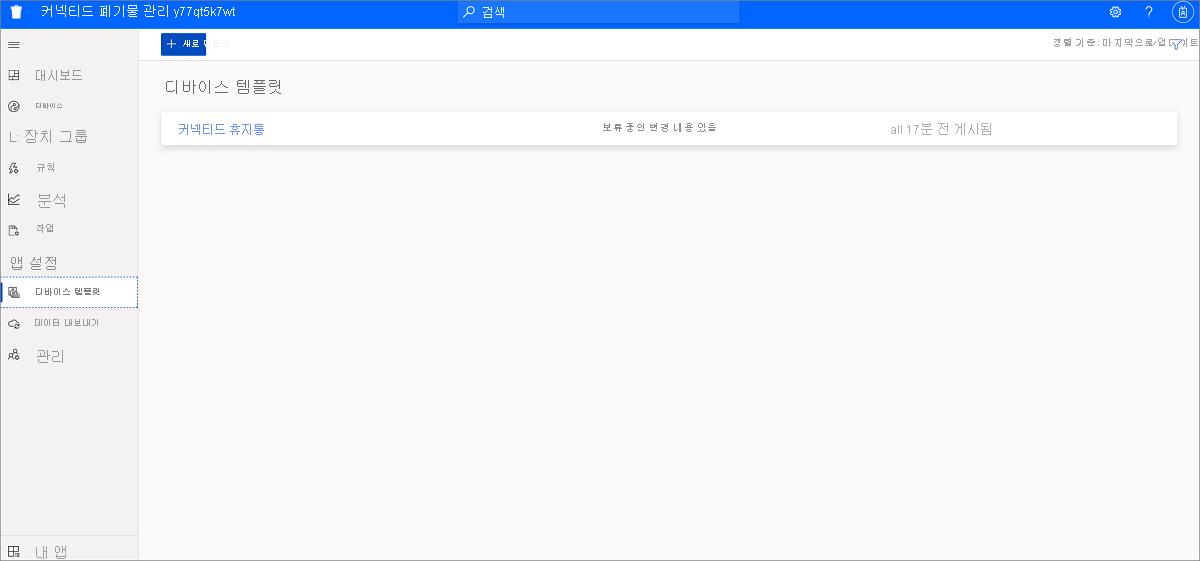 커넥티드 폐기물 관리 y77qt5k7wt
검색
새로 만들기
정렬 기준: 마지막으로 업데이트
대시보드
디바이스
디바이스 템플릿
커넥티드 휴지통
보류 중인 변경 내용 있음
all 17분 전 게시됨
L: 장치 그룹
규칙
분석
작업
앱 설정
디바이스 템플릿
데이터 내보내기
관리
내 앱